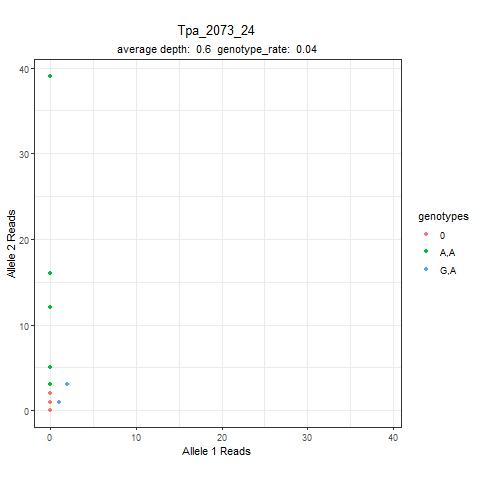 Tpa_2073_24
average depth: 0.6 genotype_rate: 0.04
Allele 2 Reads
40
30
20
10
0
0 10 20 30 40
Allele 1 Reads
genotypes
0
A,A
G,A